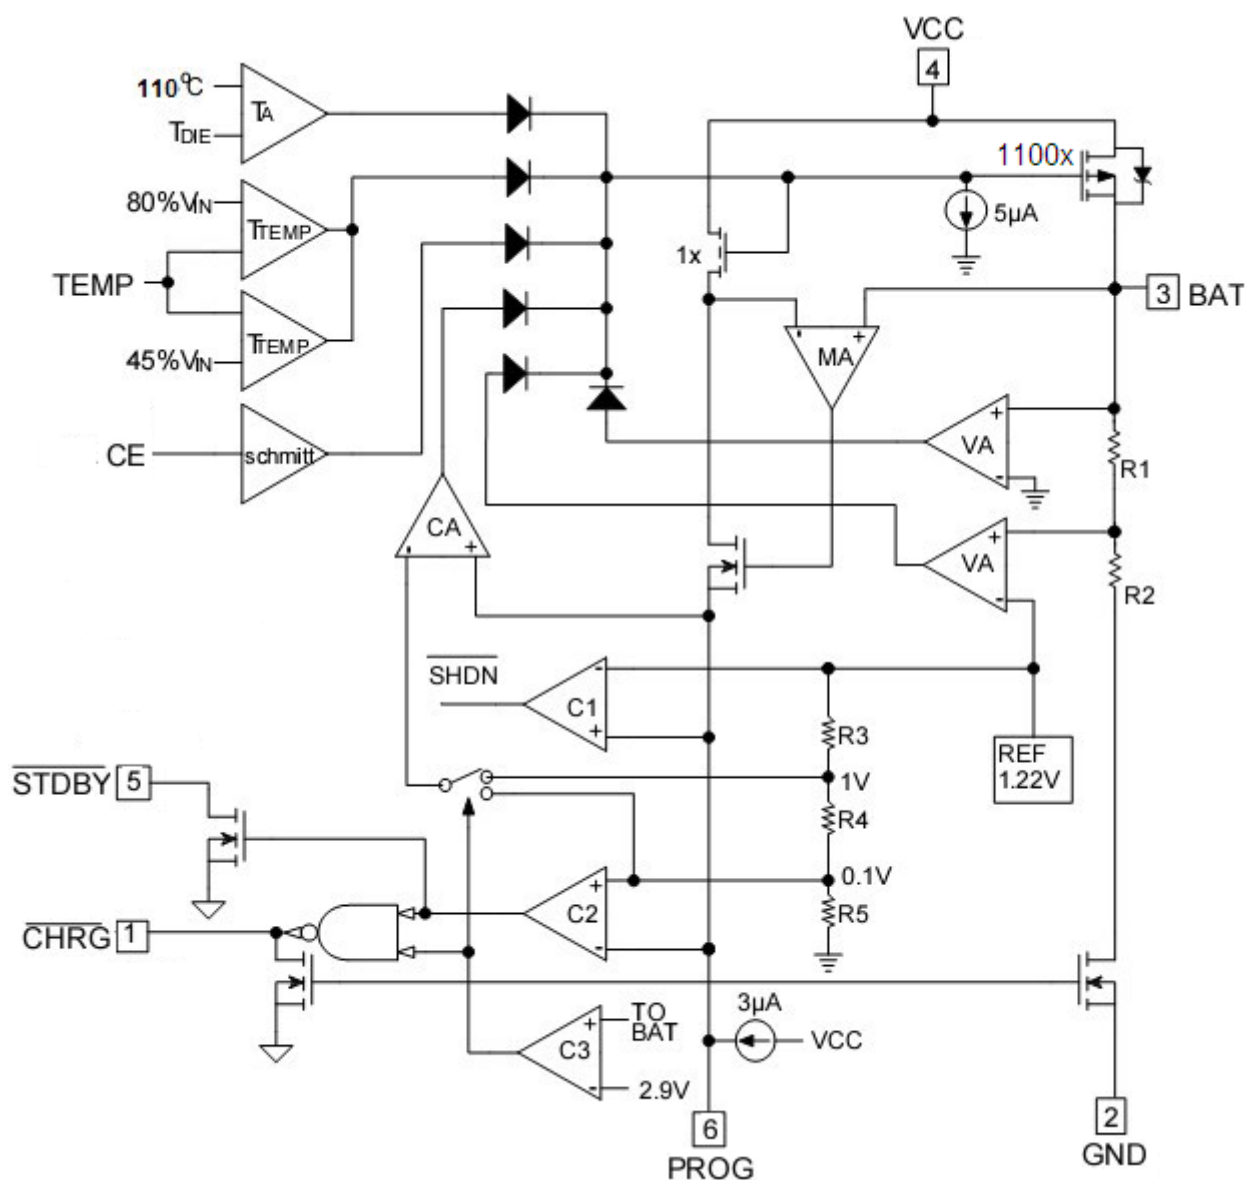 VCC
4
110°C
TA
TDIE
1100x
80%VIN
TTEMP
5µA
1x
TEMP
3 BAT
TTEMP
45%VIN
- +
MA
+
VA
-
R1
CE
schmitt
CA
- +
+
VA
-
R2
SHDN
-
C1
+
R3
REF
1.22V
STDBY 5
1V
R4
0.1V
+
C2
-
R5
CHRG 1
3µA
VCC
+
C3
-
TO
BAT
2.9V
6
PROG
2
GND